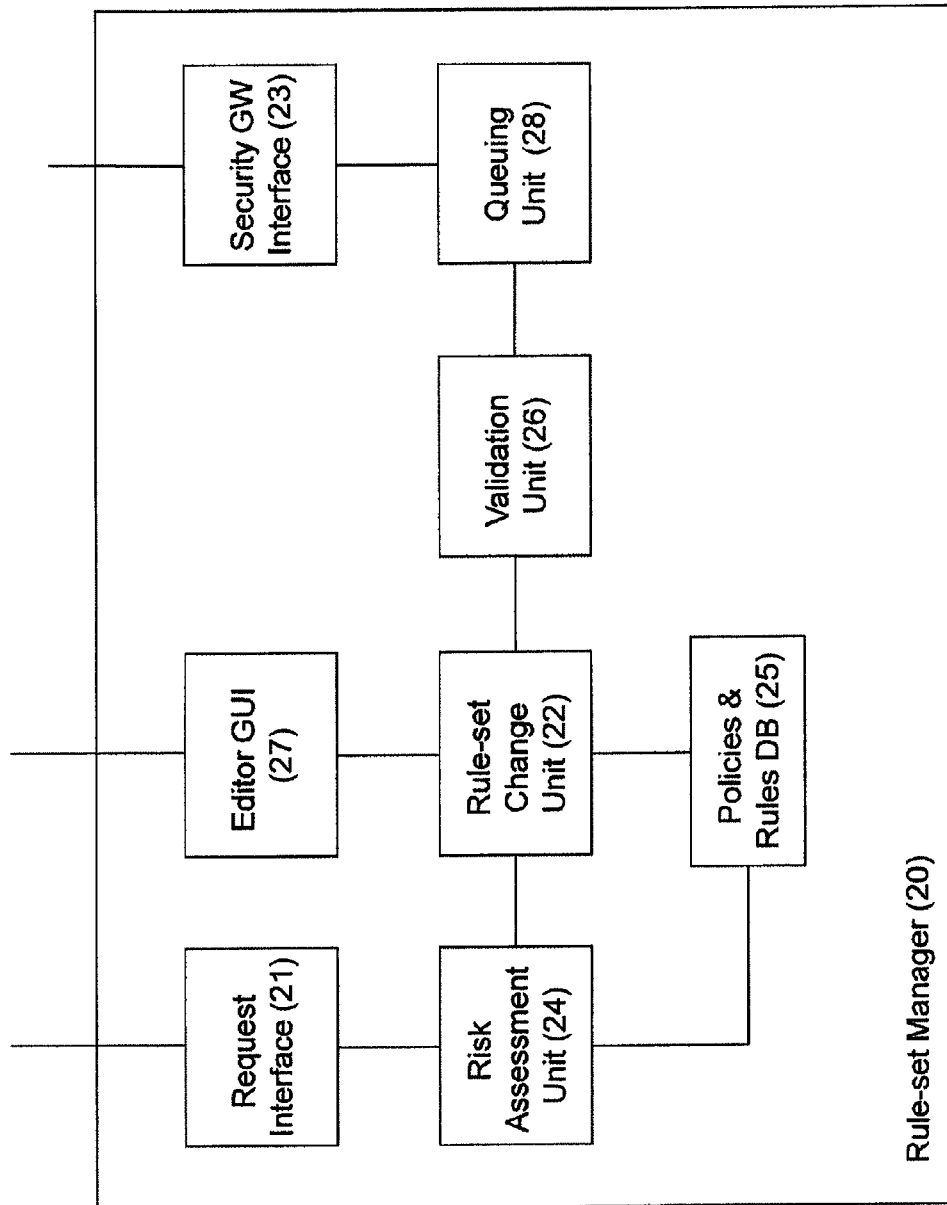 Request
Interface (21)
Editor GUI
(27)
Security GW
Interface (23)
Risk
Assessment
Unit (24)
Rule-set
Change
Unit (22)
Validation
Unit (26)
Queuing
Unit (28)
Policies &
Rules DB (25)
Rule-set Manager (20)